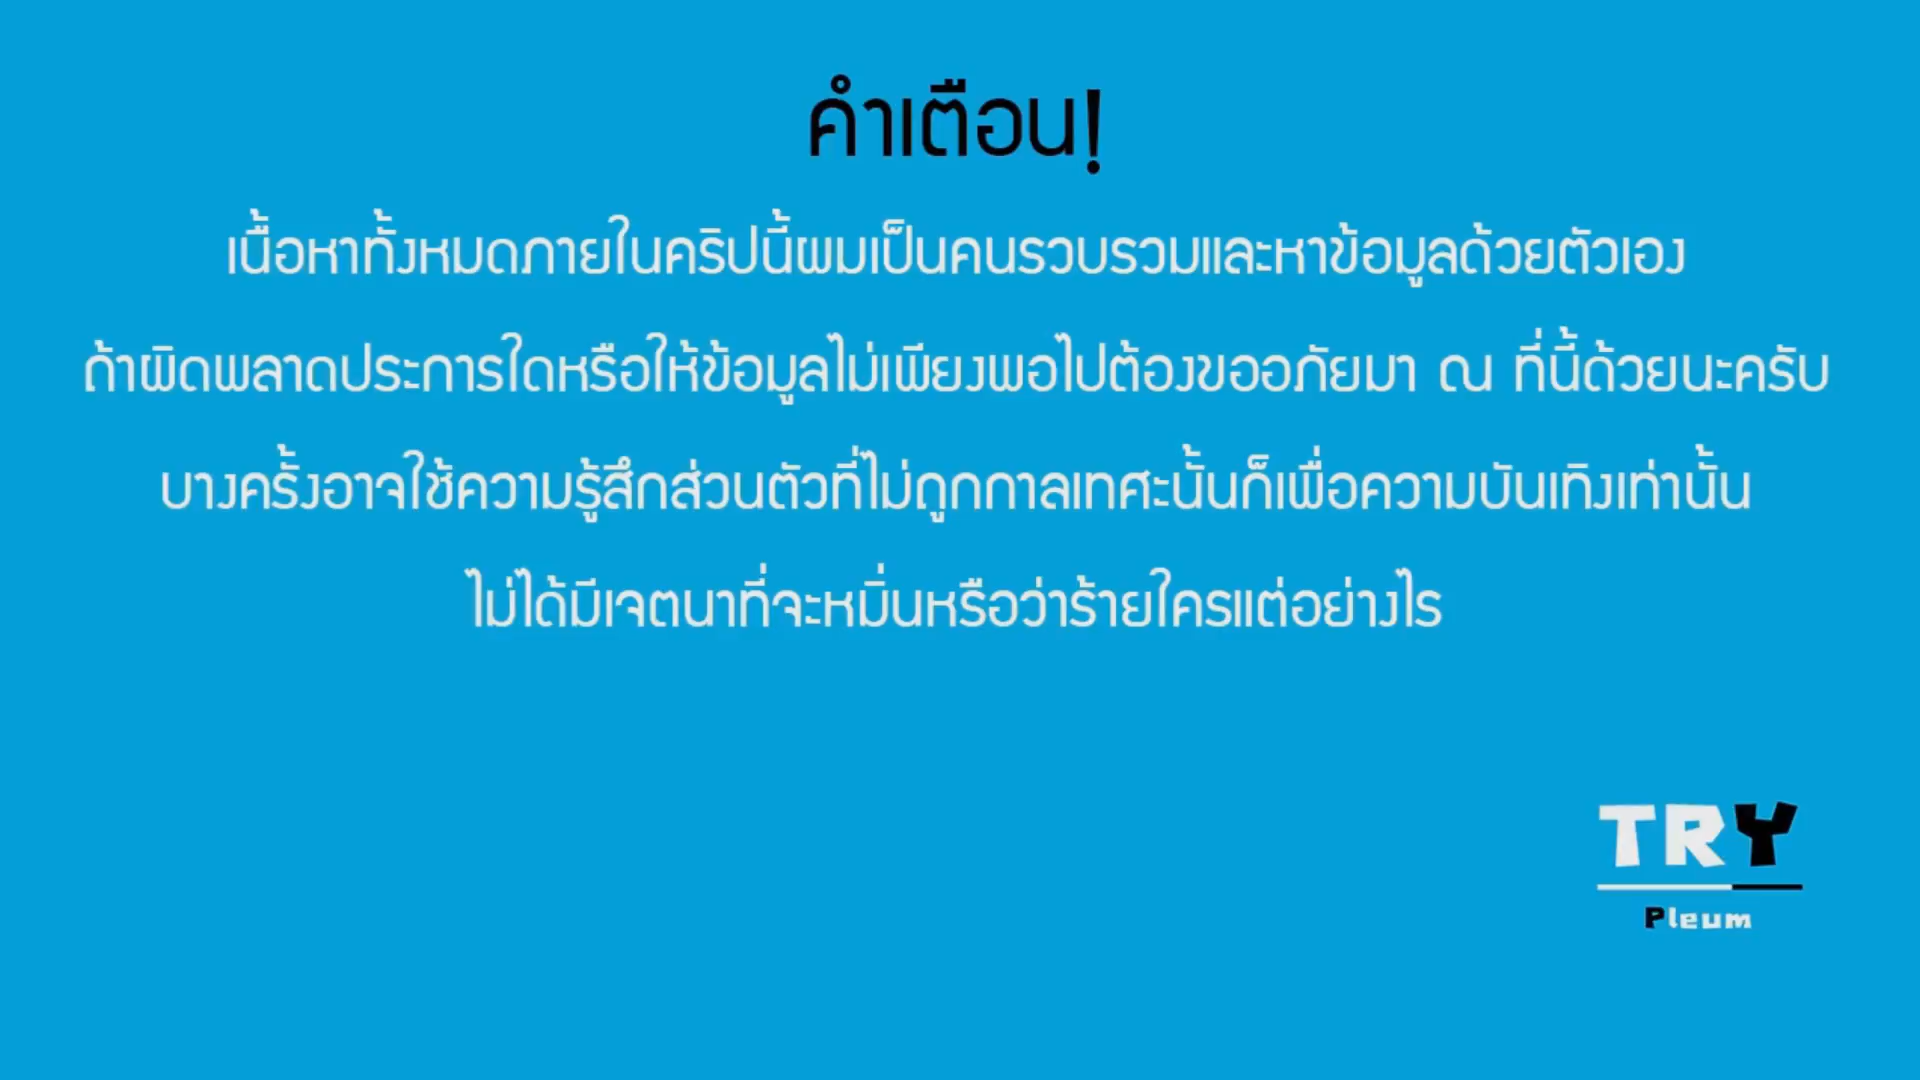 คำเตือน!
เนื้อหาทั้งหมดภายในคริปนี้ผมเป็นคนรวบรวมและหาข้อมูลด้วยตัวเอง
ถ้าผิดพลาดประการใดหรือให้ข้อมูลไม่เพียงพอไปต้องขออภัยมา ณ ที่นี้ด้วยนะครับ
บางครั้งอาจใช้ความรู้สึกส่วนตัวที่ไม่ถูกกาลเทศะนั้นก็เพื่อความบันเทิงเท่านั้น
ไม่ได้มีเจตนาที่จะหมิ่นหรือว่าร้ายใครแต่อย่างไร
TRY
Pleum